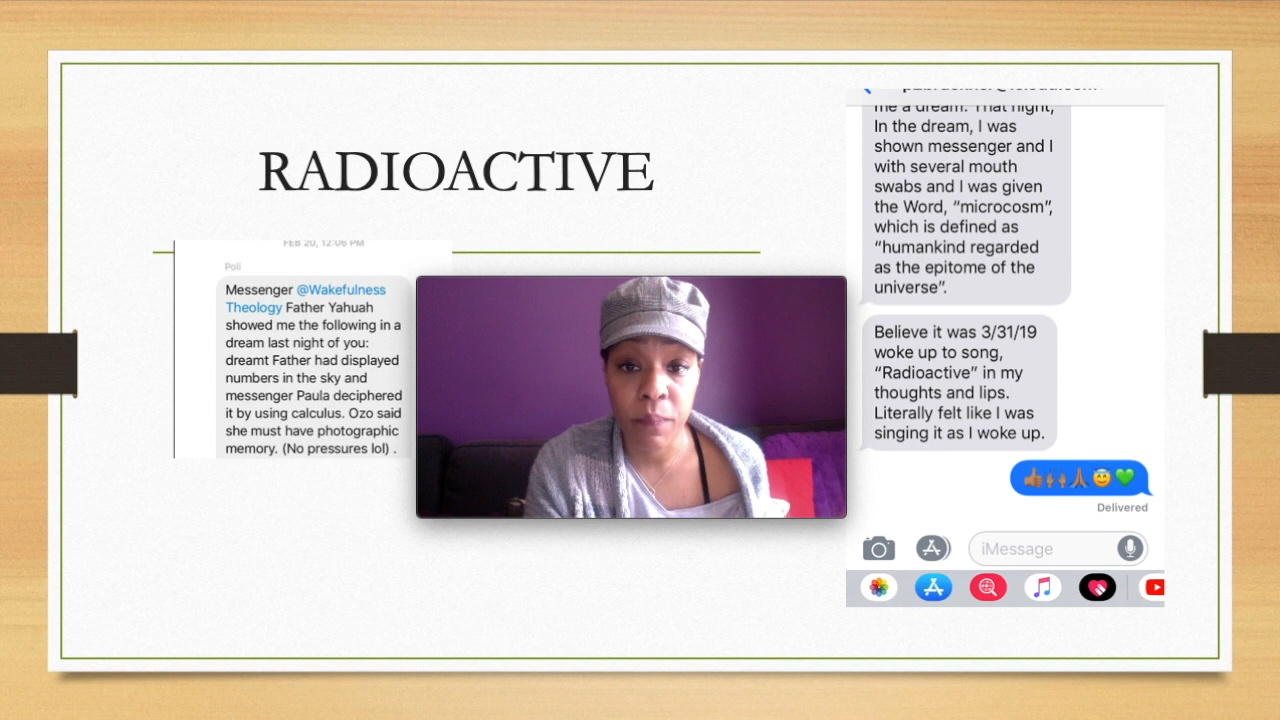 RADIOACTIVE
FEB 20, 12:06 PM
Poli
Messenger @Wakefulness
Theology Father Yahuah
showed me the following in a
dream last night of you:
dreamt Father had displayed
numbers in the sky and
messenger Paula deciphered
it by using calculus. Ozo said
she must have photographic
memory. (No pressures lol) .
me a dream. That night,
In the dream, I was
shown messenger and I
with several mouth
swabs and I was given
the Word, “microcosm”,
which is defined as
“humankind regarded
as the epitome of the
universe”.
Believe it was 3/31/19
woke up to song,
“Radioactive” in my
thoughts and lips.
Literally felt like I was
singing it as I woke up.
👍🏾🙌🏾🙏🏾😇💚
Delivered
iMessage